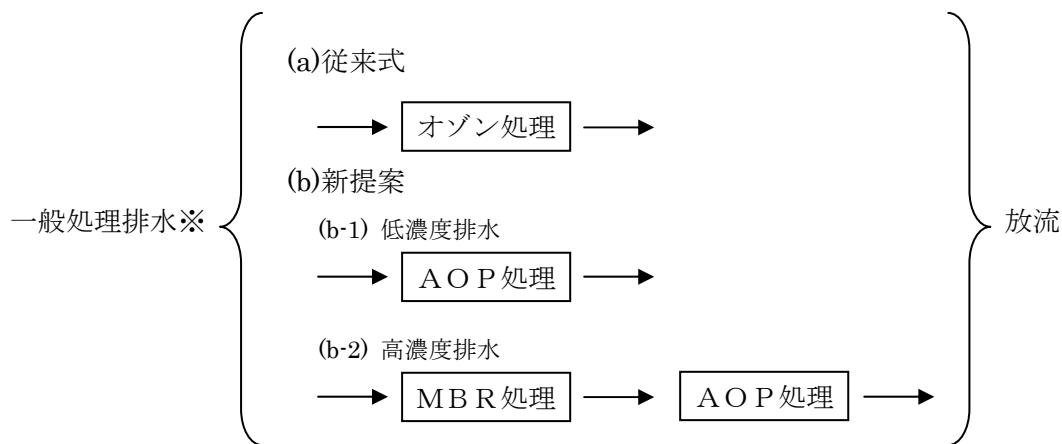 (a)従来式
オゾン処理
(b)新提案
一般処理排水※
(b-1) 低濃度排水
放流
ＡＯＰ処理
(b-2) 高濃度排水
ＭＢＲ処理
ＡＯＰ処理